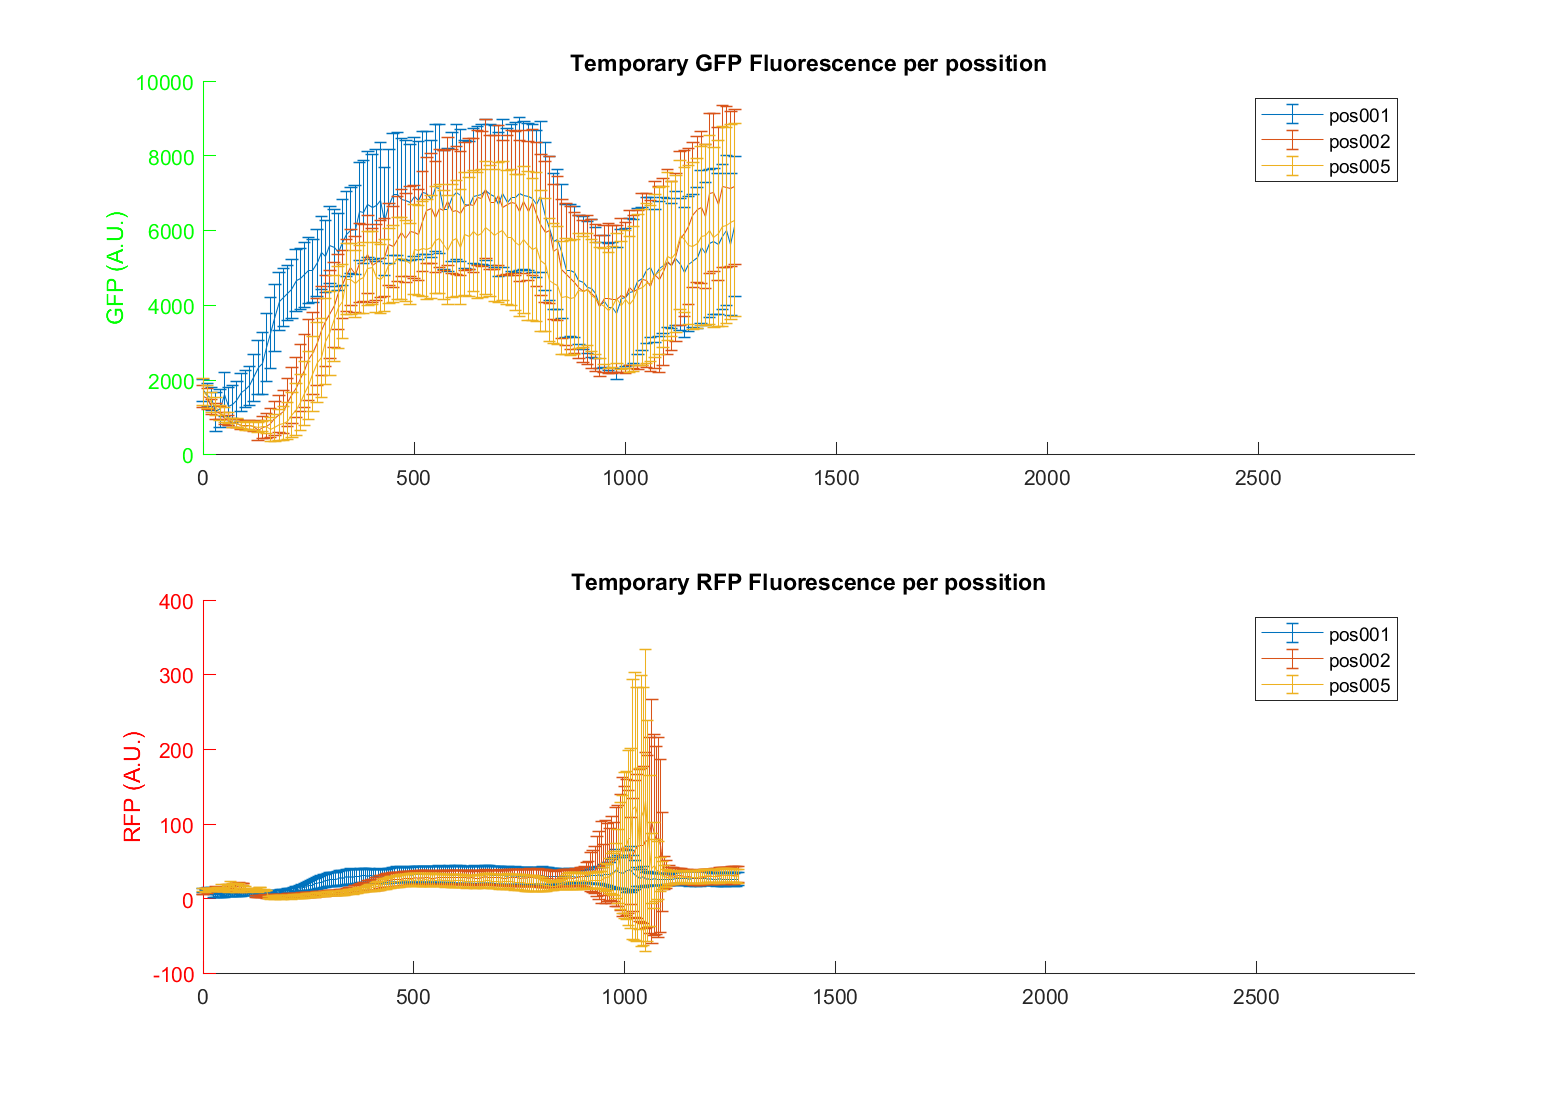 Temporary GFP Fluorescence per possition
10000
8000
6000
4000
2000
0
GFP (A.U.)
0 500 1000 1500 2000 2500
pos001
pos002
pos005
Temporary RFP Fluorescence per possition
400
300
200
100
0
-100
RFP (A.U.)
0 500 1000 1500 2000 2500
pos001
pos002
pos005